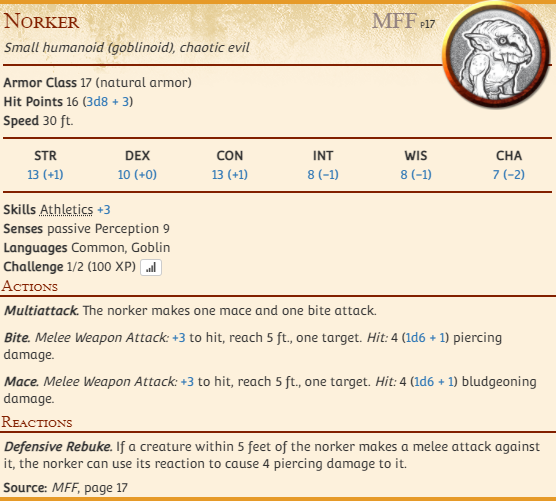 Norker MFF p17
Small humanoid (goblinoid), chaotic evil
Armor Class 17 (natural armor)
Hit Points 16 (3d8 + 3)
Speed 30 ft.
STR DEX CON INT WIS CHA
13 (+1) 10 (+0) 13 (+1) 8 (−1) 8 (−1) 7 (−2)
Skills Athletics +3
Senses passive Perception 9
Languages Common, Goblin
Challenge 1/2 (100 XP)
Actions
Multiattack. The norker makes one mace and one bite attack.
Bite. Melee Weapon Attack: +3 to hit, reach 5 ft., one target. Hit: 4 (1d6 + 1) piercing
damage.
Mace. Melee Weapon Attack: +3 to hit, reach 5 ft., one target. Hit: 4 (1d6 + 1) bludgeoning
damage.
Reactions
Defensive Rebuke. If a creature within 5 feet of the norker makes a melee attack against
it, the norker can use its reaction to cause 4 piercing damage to it.
Source: MFF, page 17